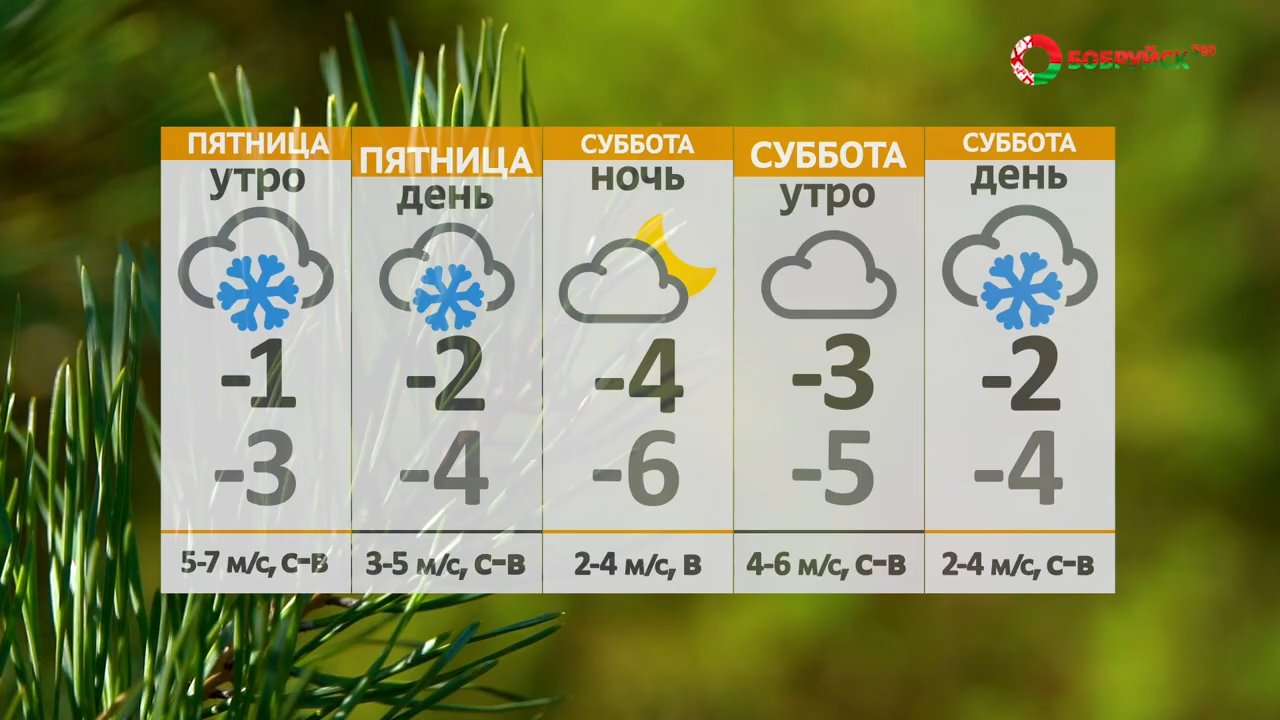 БОБРУЙСК 360
ПЯТНИЦА
утро
-1
-3
5-7 м/с, С-В
ПЯТНИЦА
день
-2
-4
3-5 м/с, С-В
СУББОТА
ночь
-4
-6
2-4 м/с, В
СУББОТА
утро
-3
-5
4-6 м/с, С-В
СУББОТА
день
-2
-4
2-4 м/с, С-В